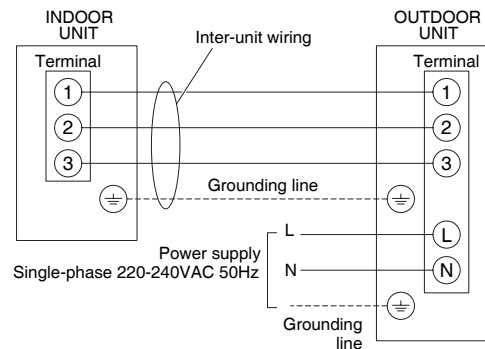 INDOOR
UNIT
OUTDOOR
UNIT
Inter-unit wiring
Terminal
Terminal
1
1
2
2
3
3
Grounding line
L
L
Power supply
Single-phase 220-240VAC 50Hz
N
N
Grounding
line